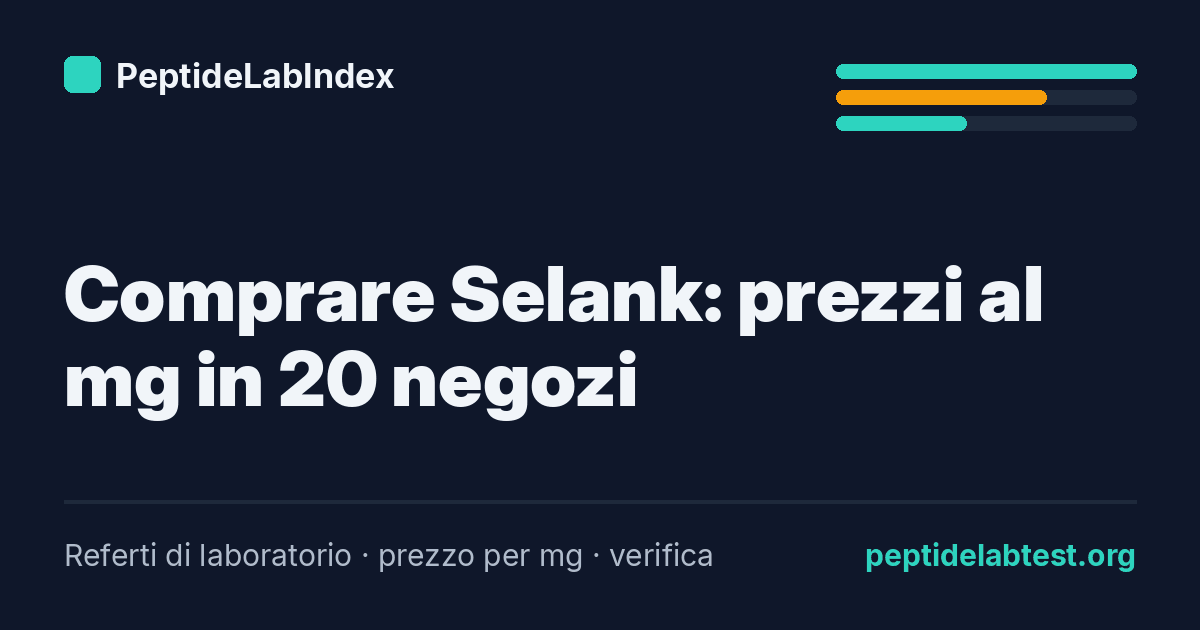 PeptideLabIndex
Comprare Selank: prezzi al
mg in 20 negozi
Referti di laboratorio · prezzo per mg · verifica
peptidelabtest.org